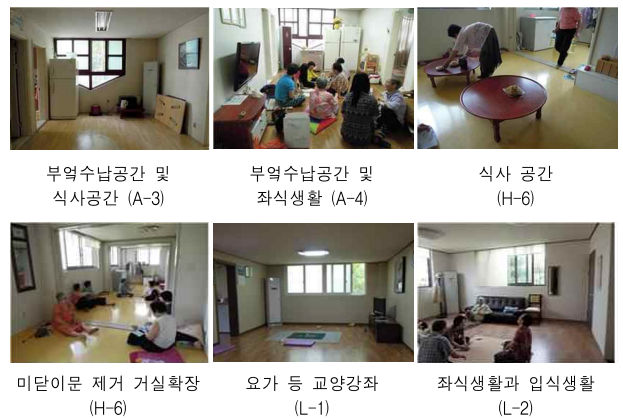 부엌수납공간 및
식사공간 (A-3)
부엌수납공간 및
좌식생활 (A-4)
식사 공간
(H-6)
미닫이문 제거 거실확장
(H-6)
요가 등 교양강좌
(L-1)
좌식생활과 입식생활
(L-2)